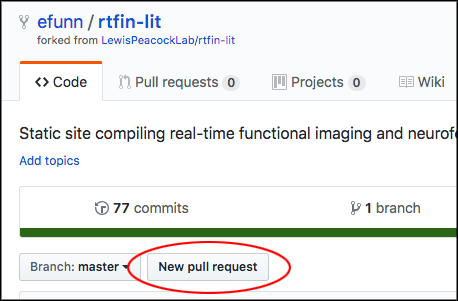 efunn / rtfin-lit
forked from LewisPeacockLab/rtfin-lit
<> Code Pull requests 0 Projects 0 Wiki
Static site compiling real-time functional imaging and
Add topics
77 commits 1 branch
Branch: master New pull request